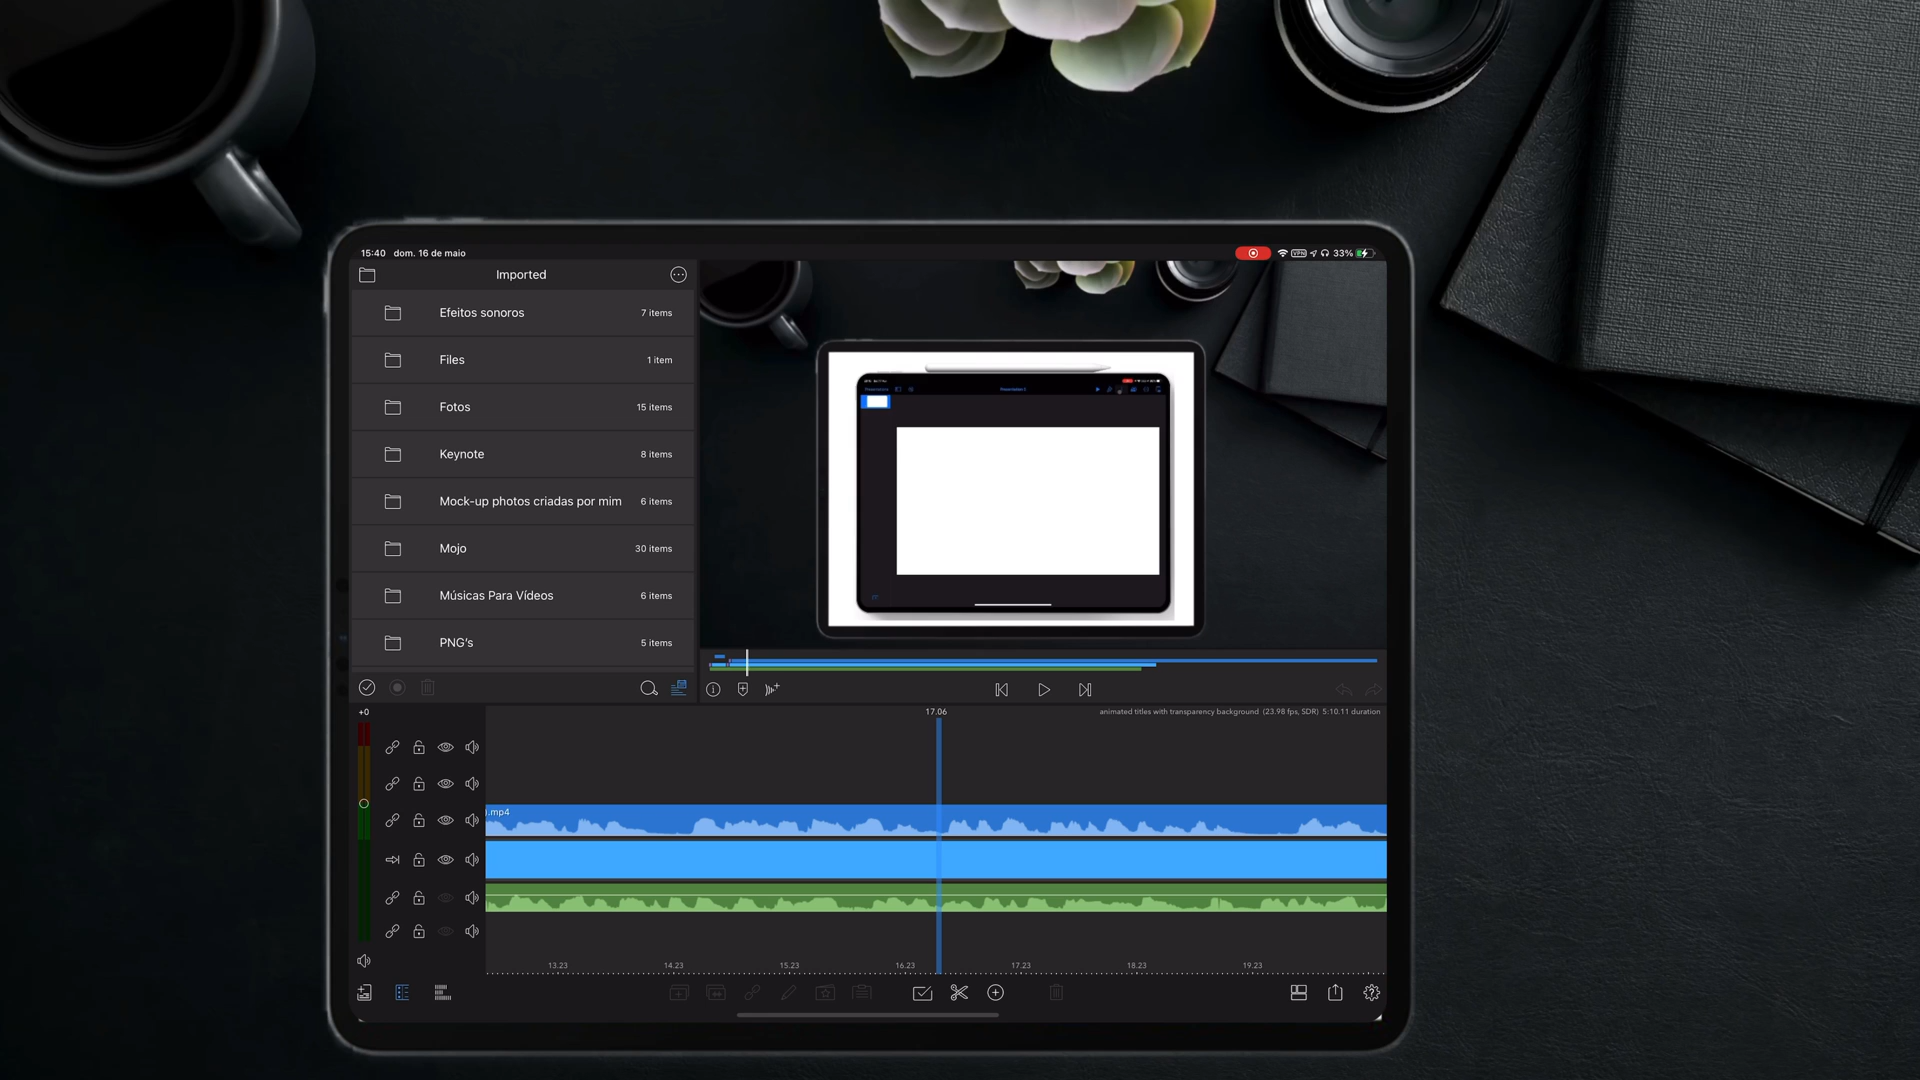 15:40 dom. 16 de maio
VPN 33%
Imported
Efeitos sonoros 7 items
Files 1 item
Fotos 15 items
Keynote 8 items
Mock-up photos criadas por mim 6 items
Mojo 30 items
Músicas Para Vídeos 6 items
PNG's 5 items
+0
17.06
animated titles with transparency background (23.98 fps, SDR) 5:10.11 duration
).mp4
13.23 14.23 15.23 16.23 17.23 18.23 19.23